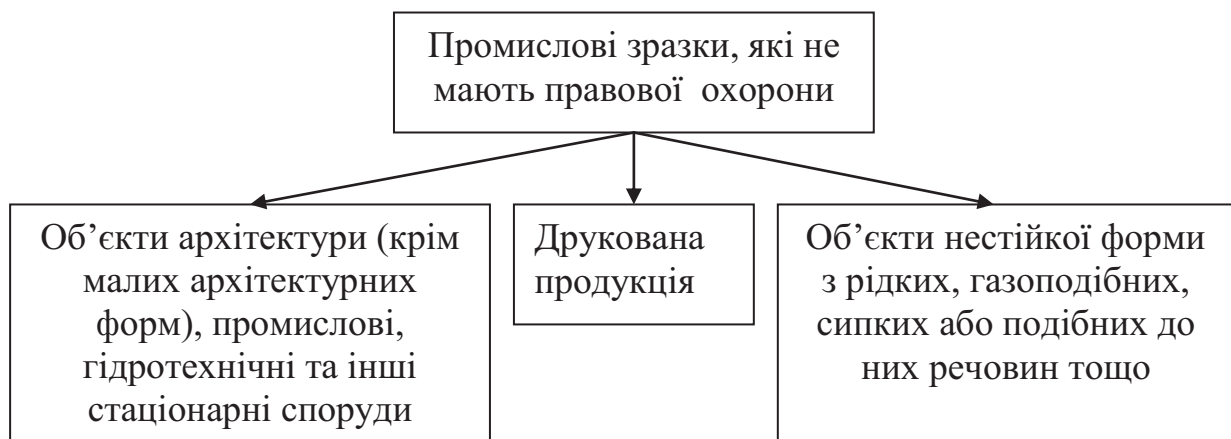 Промислові зразки, які не
мають правової охорони
Об’єкти архітектури (крім
малих архітектурних
форм), промислові,
гідротехнічні та інші
стаціонарні споруди
Друкована
продукція
Об’єкти нестійкої форми
з рідких, газоподібних,
сипких або подібних до
них речовин тощо